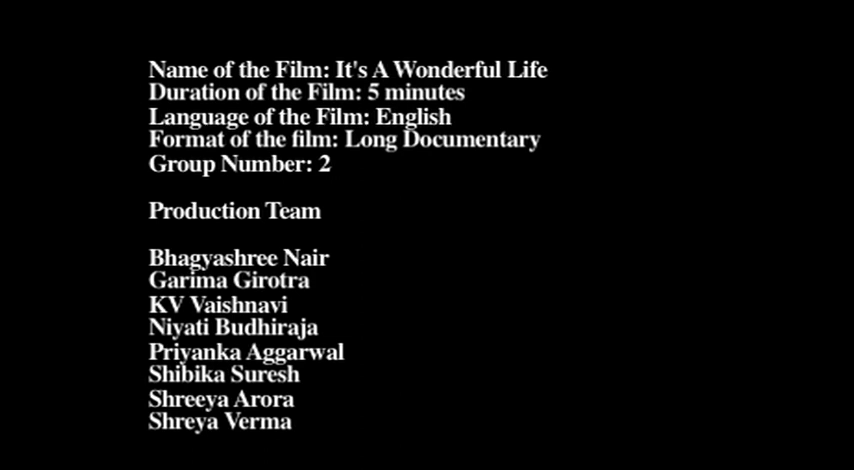 Name of the Film: It's A Wonderful Life
Duration of the Film: 5 minutes
Language of the Film: English
Format of the film: Long Documentary
Group Number: 2
Production Team
Bhagyashree Nair
Garima Girotra
KV Vaishnavi
Niyati Budhiraja
Priyanka Aggarwal
Shibika Suresh
Shreeya Arora
Shreya Verma